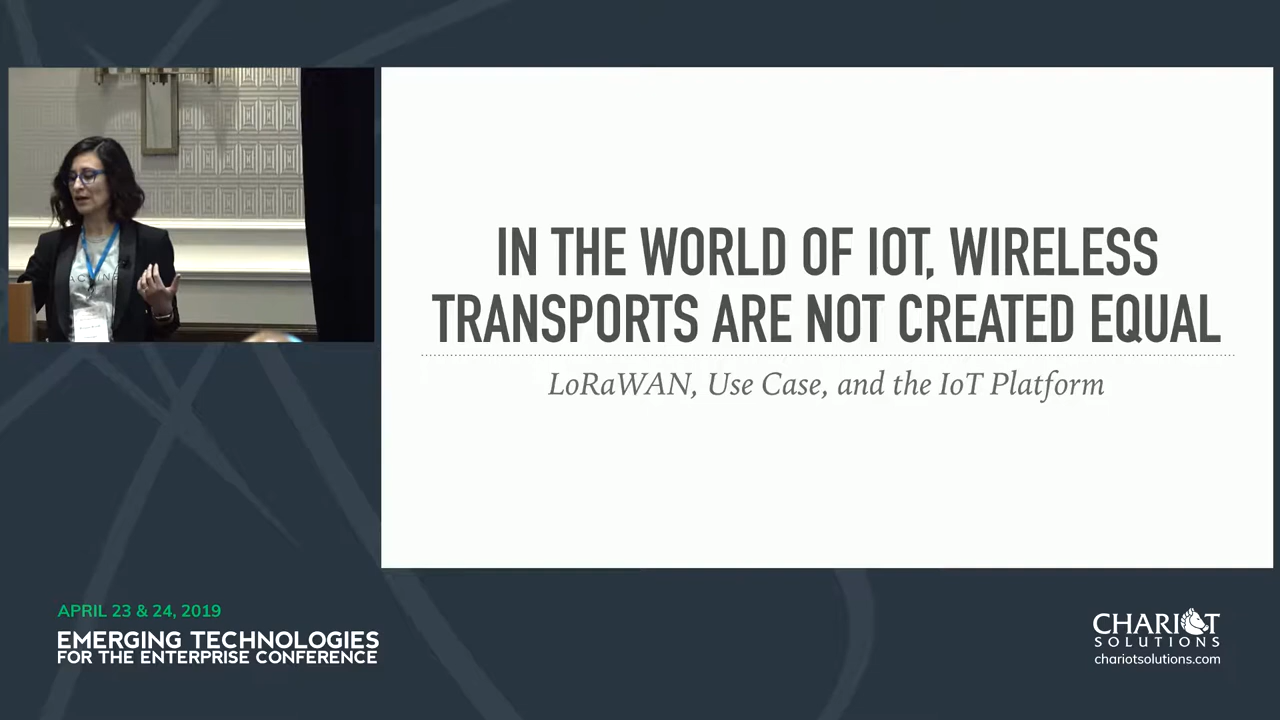 IN THE WORLD OF IOT, WIRELESS
TRANSPORTS ARE NOT CREATED EQUAL
LoRaWAN, Use Case, and the IoT Platform
APRIL 23 & 24, 2019
EMERGING TECHNOLOGIES
FOR THE ENTERPRISE CONFERENCE
CHARIOT
SOLUTIONS
chariotsolutions.com